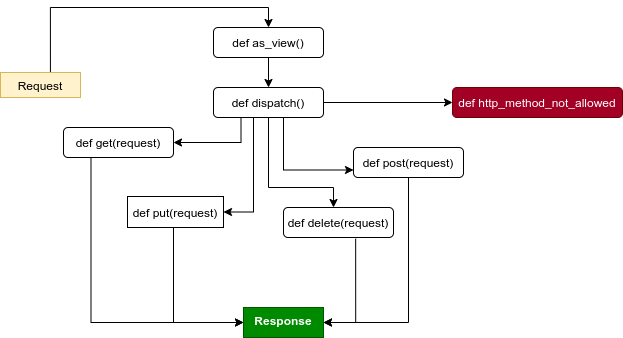 def as_view()
Request
def dispatch()
def http_method_not_allowed
def get(request)
def post(request)
def put(request)
def delete(request)
Response